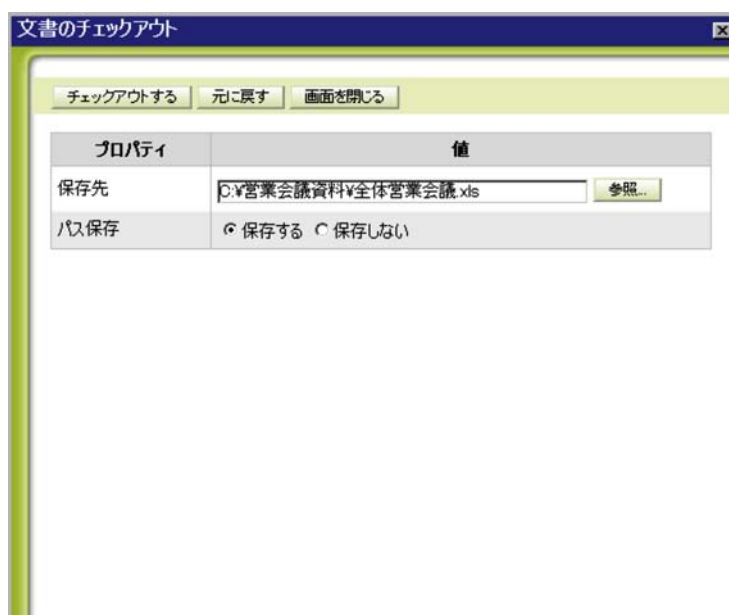 文書のチェックアウト
チェックアウトする 元に戻す 画面を閉じる
プロパティ 値
保存先 C:¥営業会議資料¥全体営業会議.xls 参照...
パス保存 保存する 保存しない